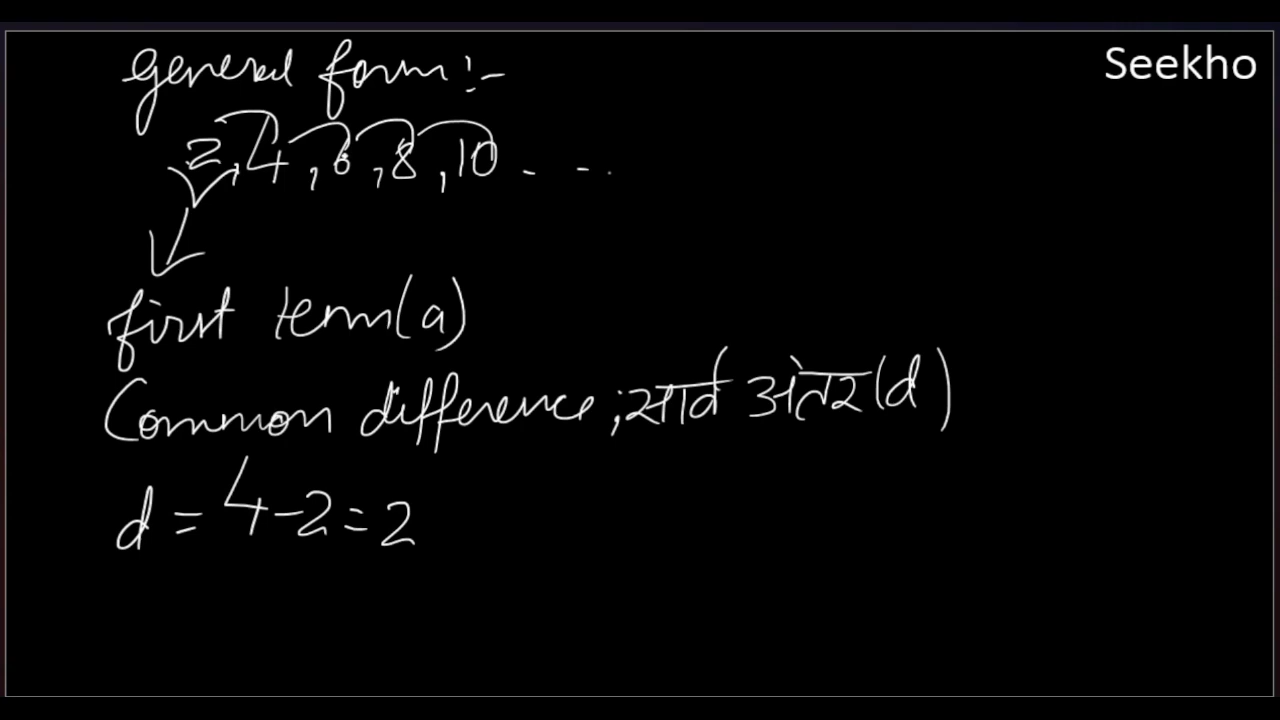 Seekho
general form :-
2, 4, 6, 8, 10 - - -
first term (a)
Common difference, सार्व अंतर (d)
d = 4 - 2 = 2